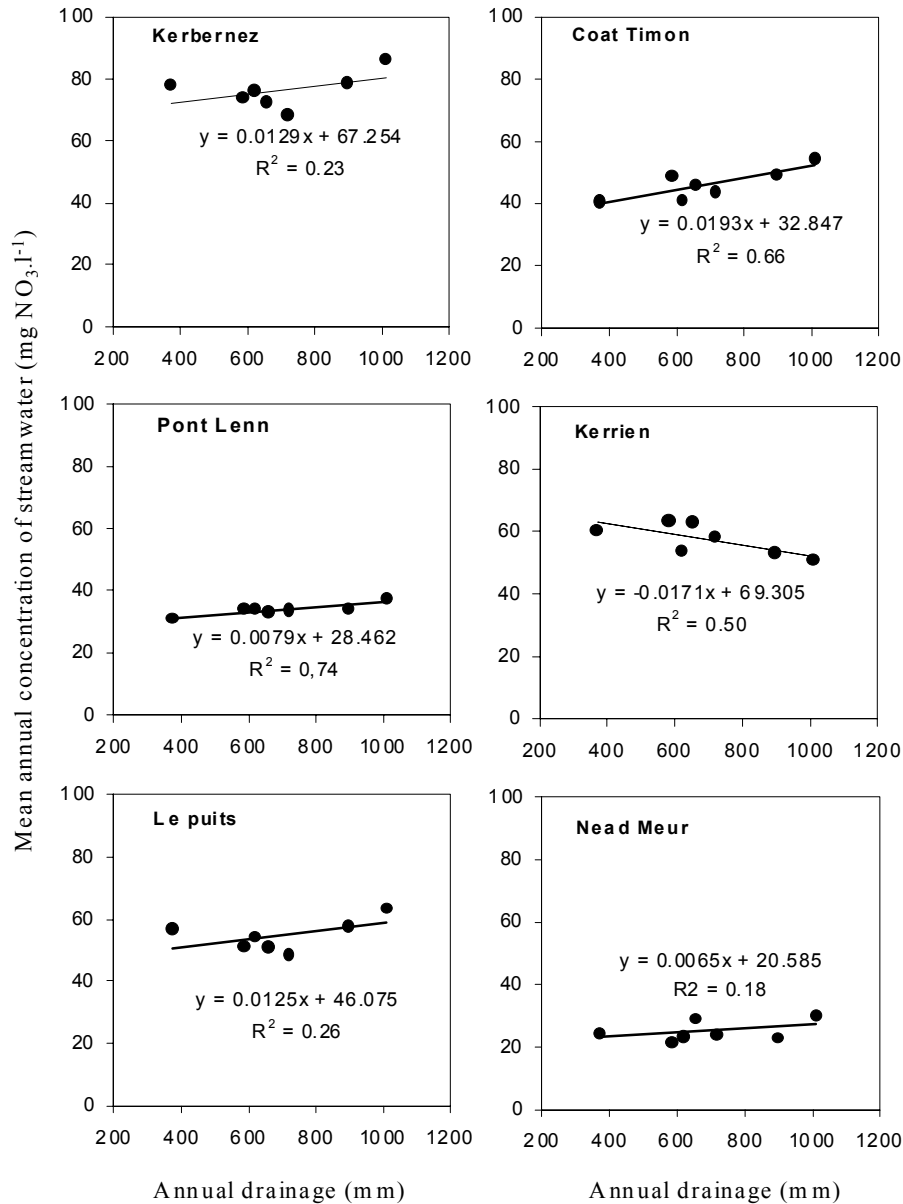 Mean annual concentration of streamwater (mg NO3.l-1)
Kerbernez
100
80
60
40
20
0
y = 0.0129x + 67.254
R2 = 0.23
200 400 600 800 1000 1200
Coat Timon
100
80
60
40
20
0
y = 0.0193x + 32.847
R2 = 0.66
200 400 600 800 1000 1200
Pont Lenn
100
80
60
40
20
0
y = 0.0079x + 28.462
R2 = 0,74
200 400 600 800 1000 1200
Kerrien
100
80
60
40
20
0
y = -0.0171x + 69.305
R2 = 0.50
200 400 600 800 1000 1200
Le puits
100
80
60
40
20
0
y = 0.0125x + 46.075
R2 = 0.26
200 400 600 800 1000 1200
Annual drainage (mm)
Nead Meur
100
80
60
40
20
0
y = 0.0065x + 20.585
R2 = 0.18
200 400 600 800 1000 1200
Annual drainage (mm)